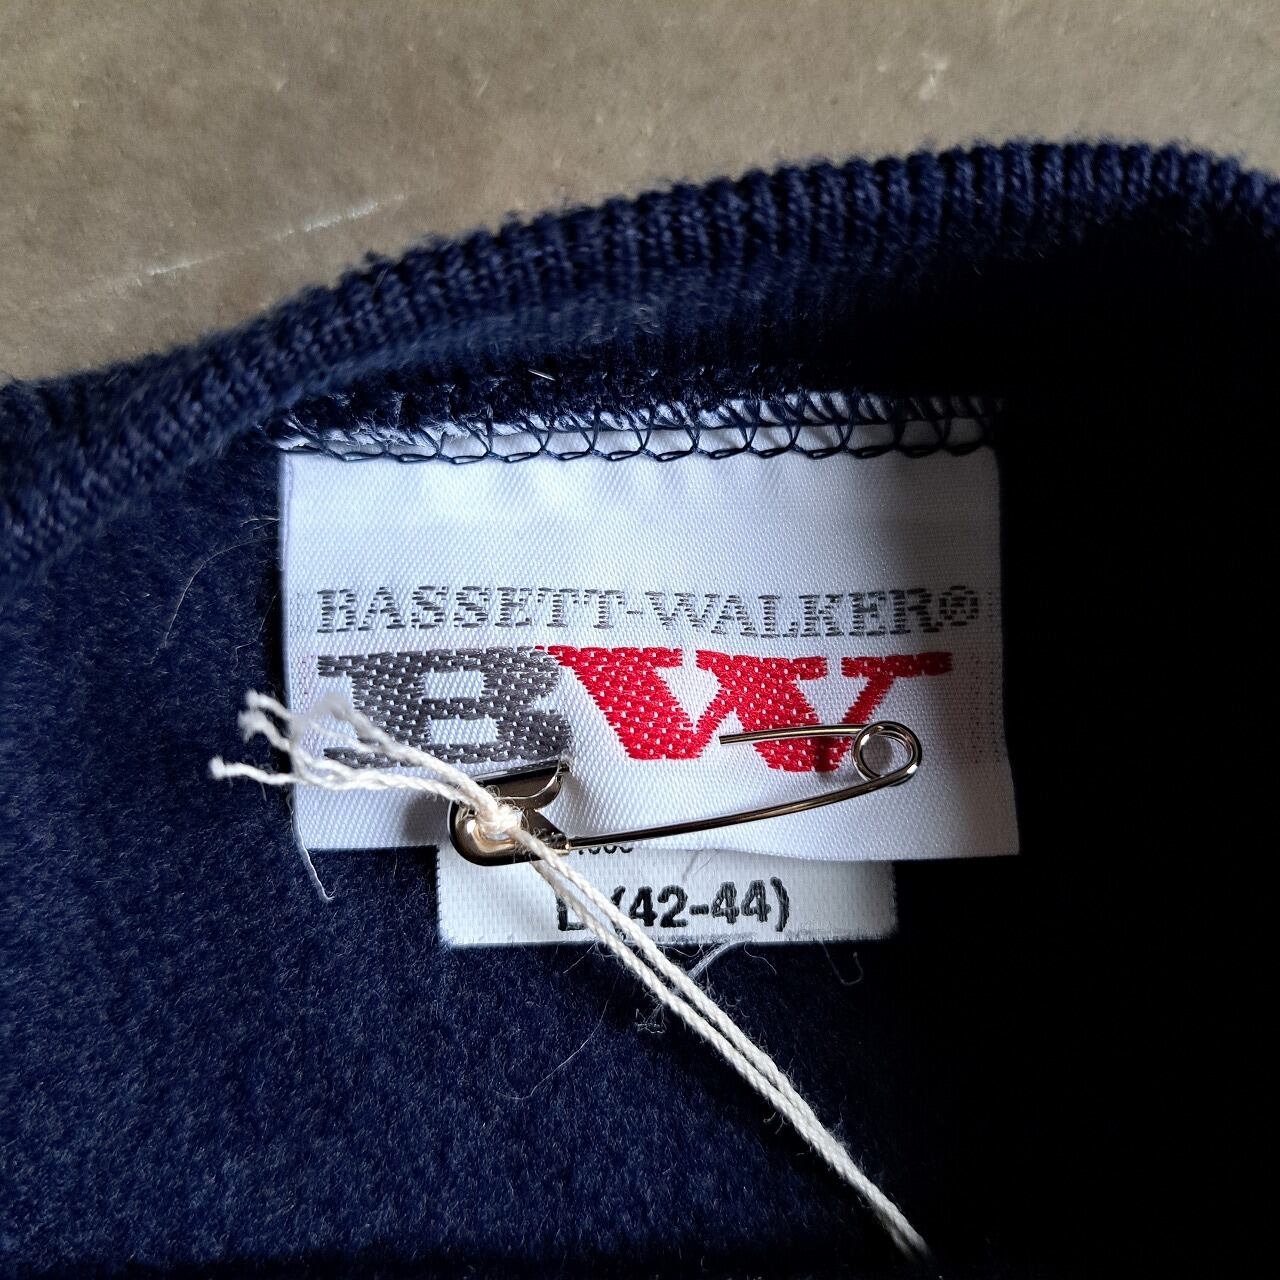 BASSETT-WALKER®
BW
L (42-44)